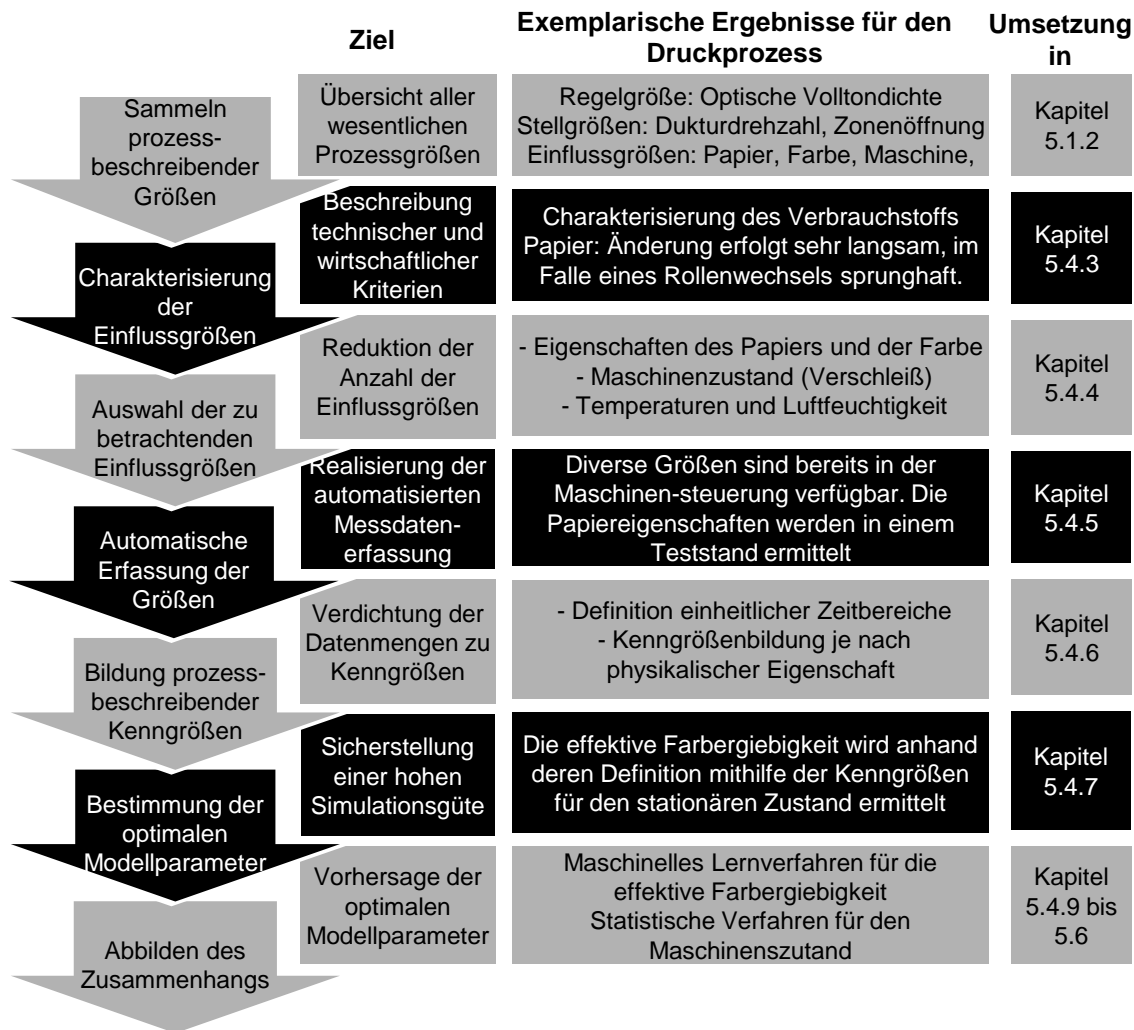 Ziel
Exemplarische Ergebnisse für den
Druckprozess
Umsetzung
in
Sammeln
prozess-
beschreibender
Größen
Übersicht aller
wesentlichen
Prozessgrößen
Regelgröße: Optische Volltondichte
Stellgrößen: Dukturdrehzahl, Zonenöffnung
Einflussgrößen: Papier, Farbe, Maschine,
Kapitel
5.1.2
Charakterisierung
der
Einflussgrößen
Beschreibung
technischer und
wirtschaftlicher
Kriterien
Charakterisierung des Verbrauchstoffs
Papier: Änderung erfolgt sehr langsam, im
Falle eines Rollenwechsels sprunghaft.
Kapitel
5.4.3
Auswahl der zu
betrachtenden
Einflussgrößen
Reduktion der
Anzahl der
Einflussgrößen
- Eigenschaften des Papiers und der Farbe
- Maschinenzustand (Verschleiß)
- Temperaturen und Luftfeuchtigkeit
Kapitel
5.4.4
Automatische
Erfassung der
Größen
Realisierung der
automatisierten
Messdaten-
erfassung
Diverse Größen sind bereits in der
Maschinen-steuerung verfügbar. Die
Papiereigenschaften werden in einem
Teststand ermittelt
Kapitel
5.4.5
Bildung prozess-
beschreibender
Kenngrößen
Verdichtung der
Datenmengen zu
Kenngrößen
- Definition einheitlicher Zeitbereiche
- Kenngrößenbildung je nach
physikalischer Eigenschaft
Kapitel
5.4.6
Bestimmung der
optimalen
Modellparameter
Sicherstellung
einer hohen
Simulationsgüte
Die effektive Farbergiebigkeit wird anhand
deren Definition mithilfe der Kenngrößen
für den stationären Zustand ermittelt
Kapitel
5.4.7
Abbilden des
Zusammenhangs
Vorhersage der
optimalen
Modellparameter
Maschinelles Lernverfahren für die
effektive Farbergiebigkeit
Statistische Verfahren für den
Maschinenszutand
Kapitel
5.4.9 bis
5.6